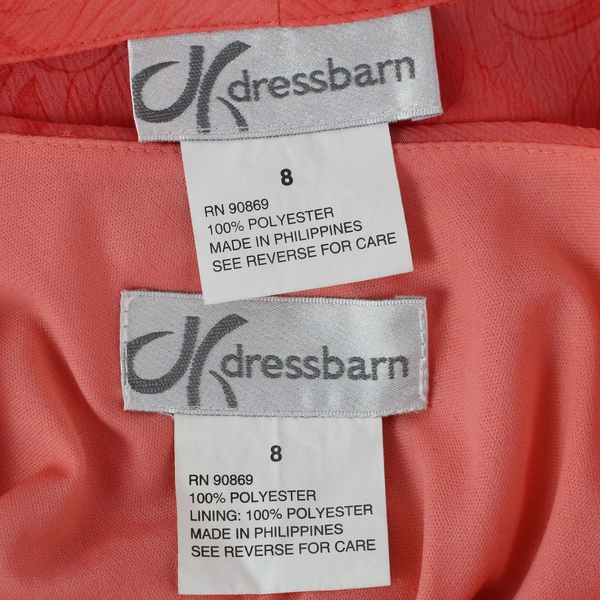 dressbarn
8
RN 90869
100% POLYESTER
MADE IN PHILIPPINES
SEE REVERSE FOR CARE
dressbarn
8
RN 90869
100% POLYESTER
LINING: 100% POLYESTER
MADE IN PHILIPPINES
SEE REVERSE FOR CARE